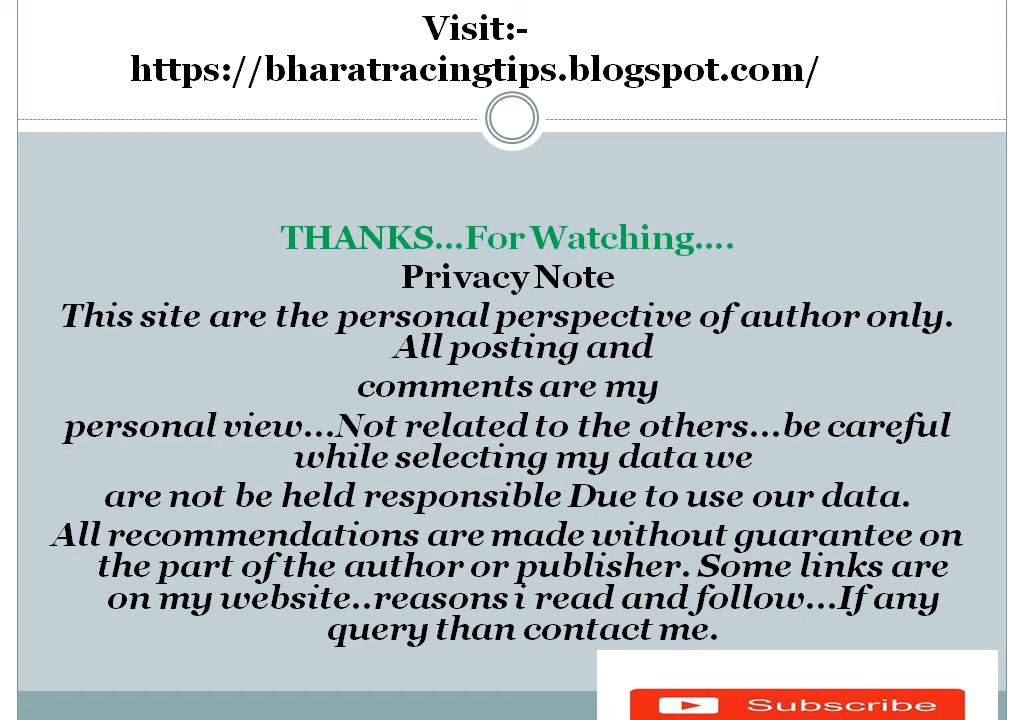 Visit:-
https://bharatracingtips.blogspot.com/
THANKS...For Watching....
Privacy Note
This site are the personal perspective of author only.
All posting and
comments are my
personal view...Not related to the others...be careful
while selecting my data we
are not be held responsible Due to use our data.
All recommendations are made without guarantee on
the part of the author or publisher. Some links are
on my website..reasons i read and follow...If any
query than contact me.
Subscribe